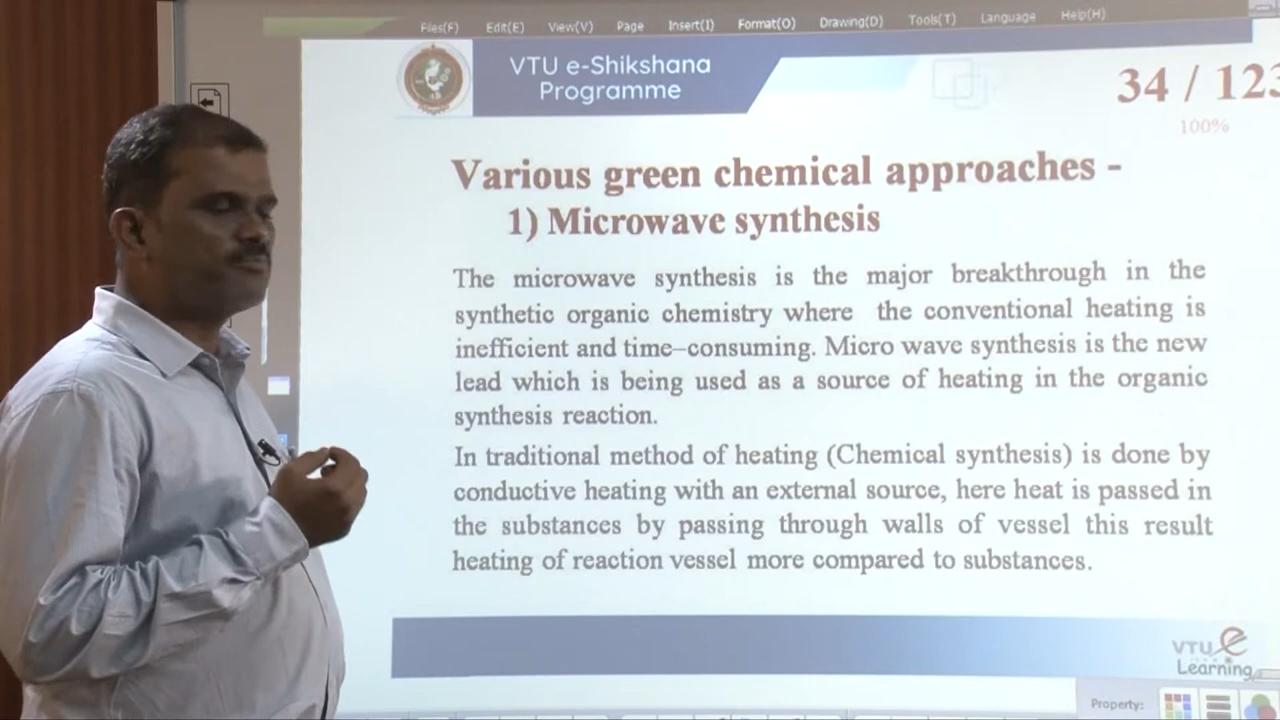 Files(F) Edit(E) View(V) Page Insert(I) Format(O) Drawing(D) Tools(T) Language Help(H)
VTU e-Shikshana
Programme
34 / 123
100%
Various green chemical approaches -
1) Microwave synthesis
The microwave synthesis is the major breakthrough in the
synthetic organic chemistry where the conventional heating is
inefficient and time–consuming. Micro wave synthesis is the new
lead which is being used as a source of heating in the organic
synthesis reaction.
In traditional method of heating (Chemical synthesis) is done by
conductive heating with an external source, here heat is passed in
the substances by passing through walls of vessel this result
heating of reaction vessel more compared to substances.
VTU e
Learning
Property: